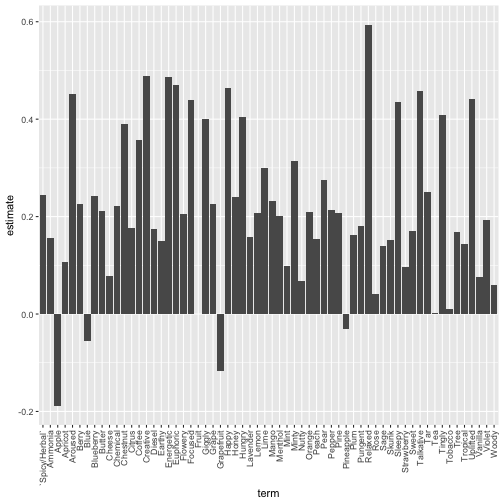 0.6
0.4
0.2
0.0
-0.2
estimate
`Spicy/Herbal`
Ammonia
Apple
Apricot
Aroused
Berry
Blue
Blueberry
Butter
Cheese
Chemical
Chestnut
Citrus
Coffee
Creative
Diesel
Earthy
Energetic
Euphoric
Flowery
Focused
Fruit
Giggly
Grape
Grapefruit
Happy
Honey
Hungry
Lavender
Lemon
Lime
Mango
Menthol
Mint
Minty
Nutty
Orange
Peach
Pear
Pepper
Pine
Pineapple
Plum
Pungent
Relaxed
Rose
Sage
Skunk
Sleepy
Strawberry
Sweet
Talkative
Tar
Tea
Tingly
Tobacco
Tree
Tropical
Uplifted
Vanilla
Violet
Woody
term